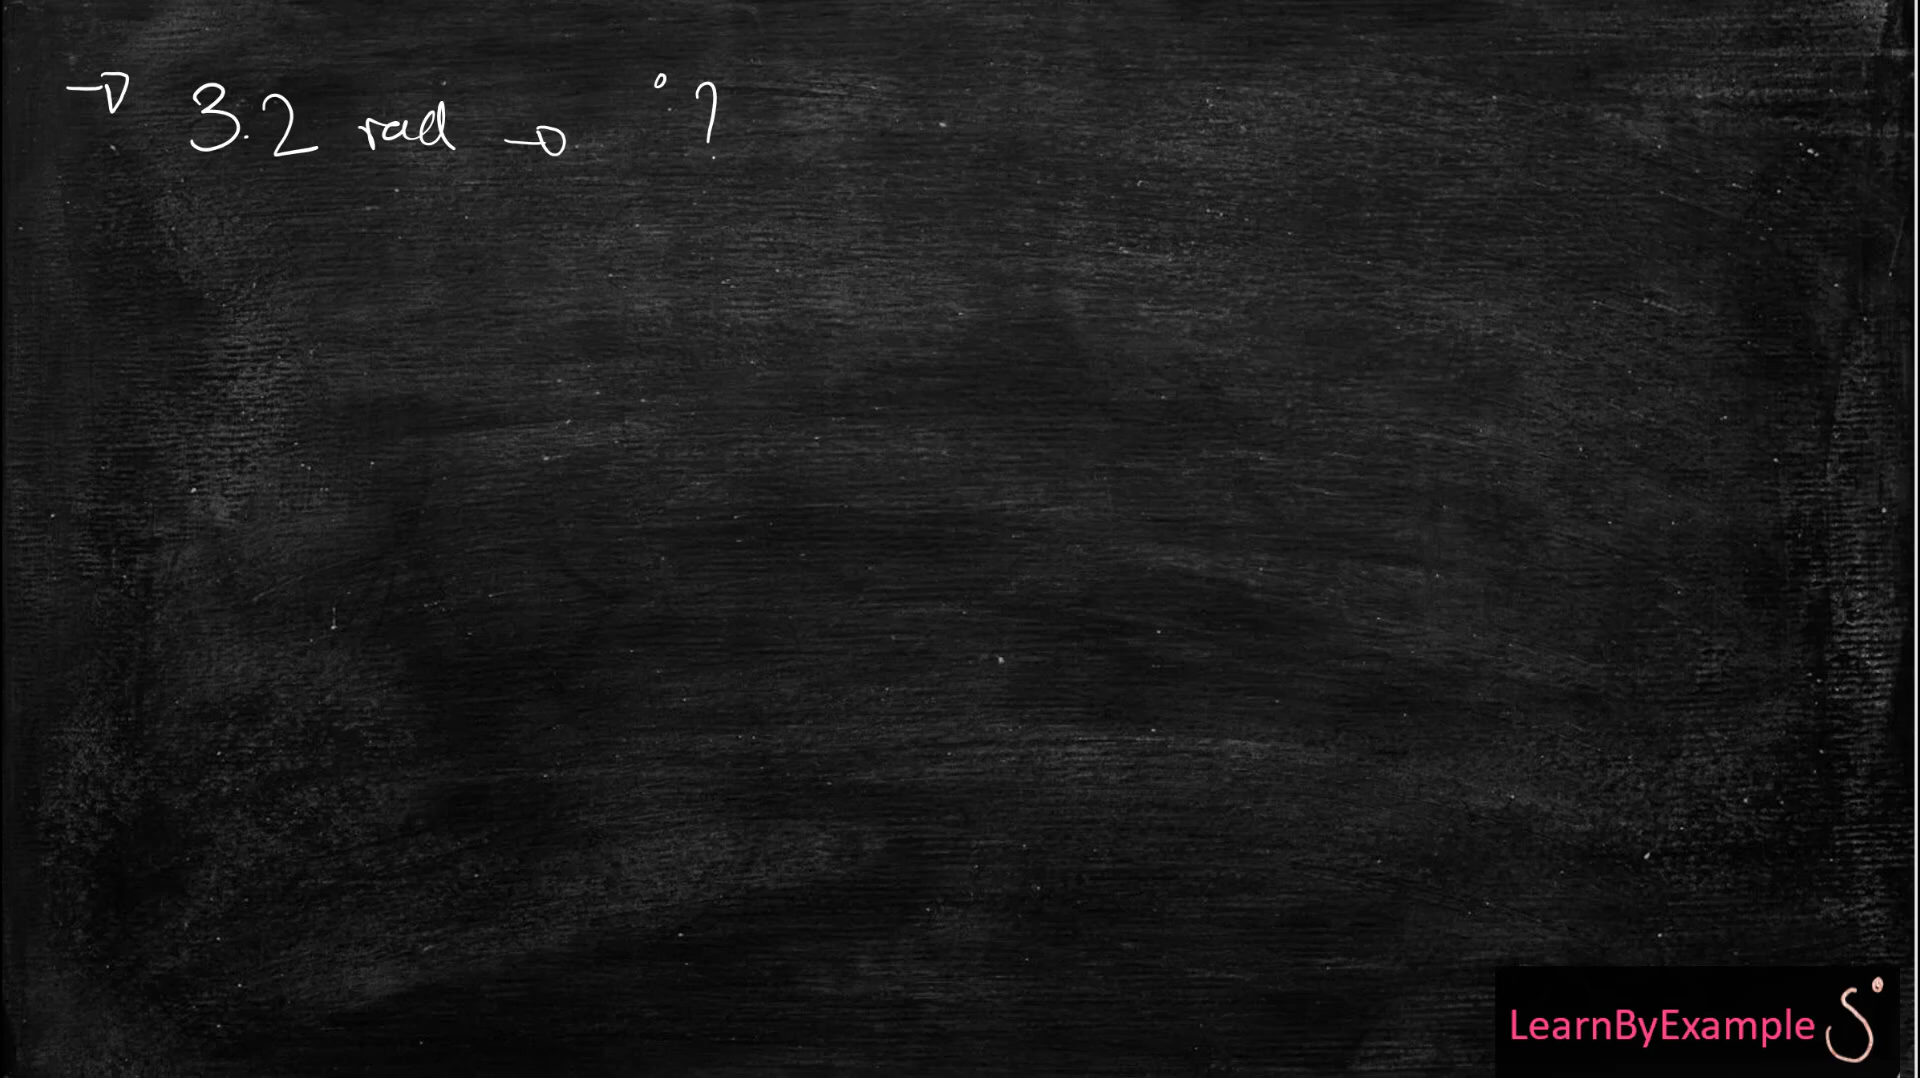 → 3.2 rad → ° ?
LearnByExample